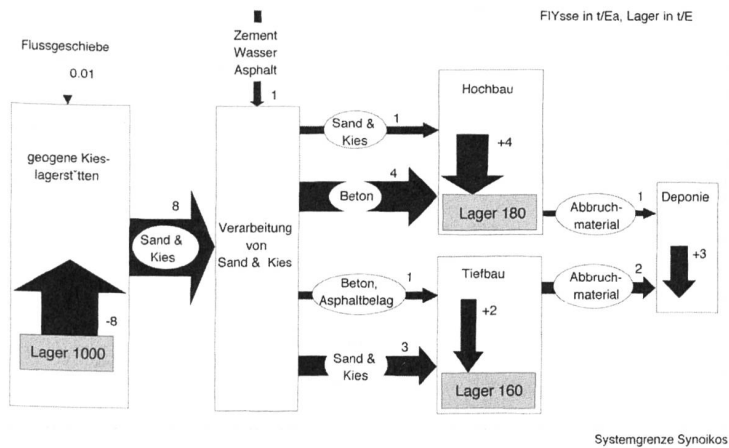 FlYsse in t/Ea, Lager in t/E
Flussgeschiebe
0.01
Zement
Wasser
Asphalt
1
geogene Kies-
lagerst¨tten
8
Sand &
Kies
-8
Lager 1000
Verarbeitung
von
Sand & Kies
Sand &
Kies
1
Beton
4
Beton,
Asphaltbelag
1
Sand &
Kies
3
Hochbau
+4
Lager 180
Tiefbau
+2
Lager 160
Abbruch-
material
1
Abbruch-
material
2
Deponie
+3
Systemgrenze Synoikos